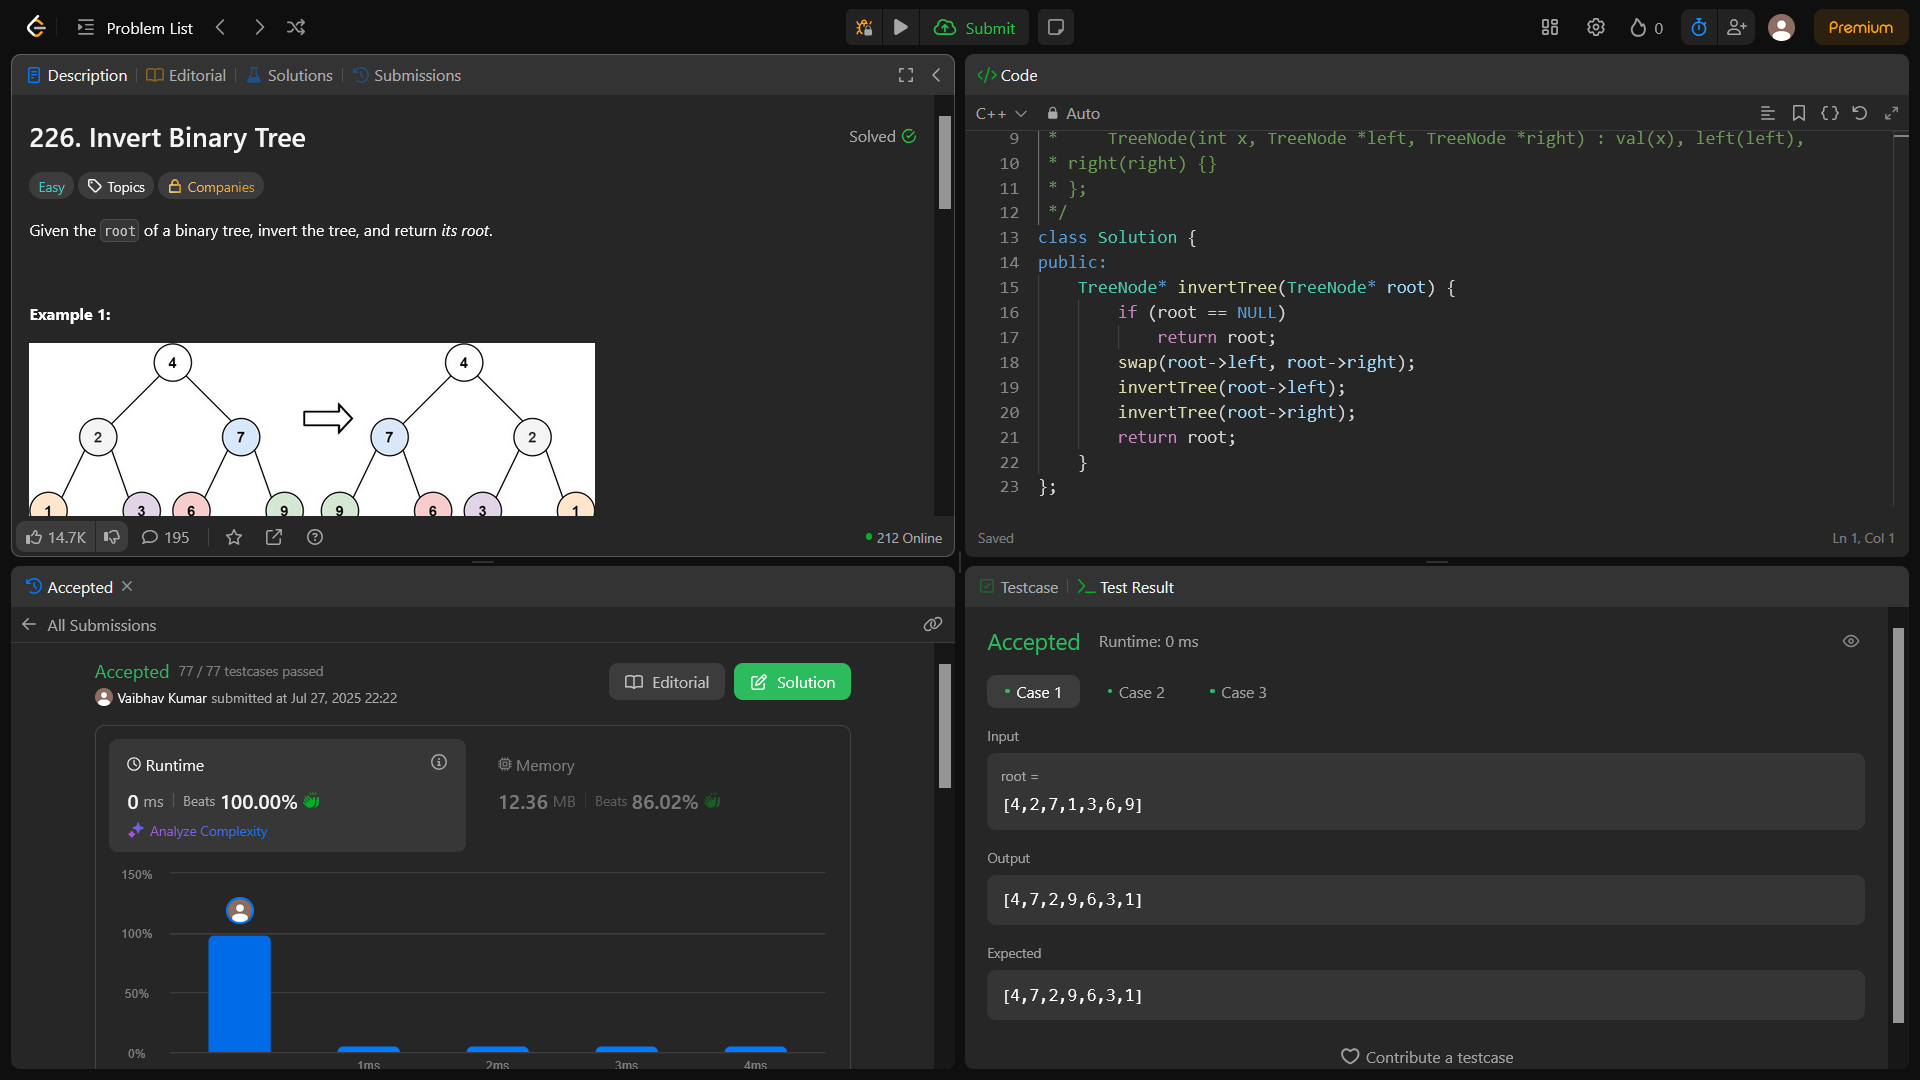 Problem List
Submit
0
Premium
Description
Editorial
Solutions
Submissions
226. Invert Binary Tree
Solved
Easy
Topics
Companies
Given the root of a binary tree, invert the tree, and return its root.
Example 1:
4 4
2 7 7 2
1 3 6 9 9 6 3 1
14.7K
195
212 Online
</> Code
C++
Auto
9 * TreeNode(int x, TreeNode *left, TreeNode *right) : val(x), left(left),
10 * right(right) {}
11 * };
12 */
13 class Solution {
14 public:
15 TreeNode* invertTree(TreeNode* root) {
16 if (root == NULL)
17 return root;
18 swap(root->left, root->right);
19 invertTree(root->left);
20 invertTree(root->right);
21 return root;
22 }
23 };
Saved
Ln 1, Col 1
Accepted
All Submissions
Accepted 77 / 77 testcases passed
Vaibhav Kumar submitted at Jul 27, 2025 22:22
Editorial
Solution
Runtime
0 ms Beats 100.00%
Analyze Complexity
Memory
12.36 MB Beats 86.02%
150%
100%
50%
0%
1ms 2ms 3ms 4ms
Testcase
Test Result
Accepted Runtime: 0 ms
Case 1
Case 2
Case 3
Input
root =
[4,2,7,1,3,6,9]
Output
[4,7,2,9,6,3,1]
Expected
[4,7,2,9,6,3,1]
Contribute a testcase